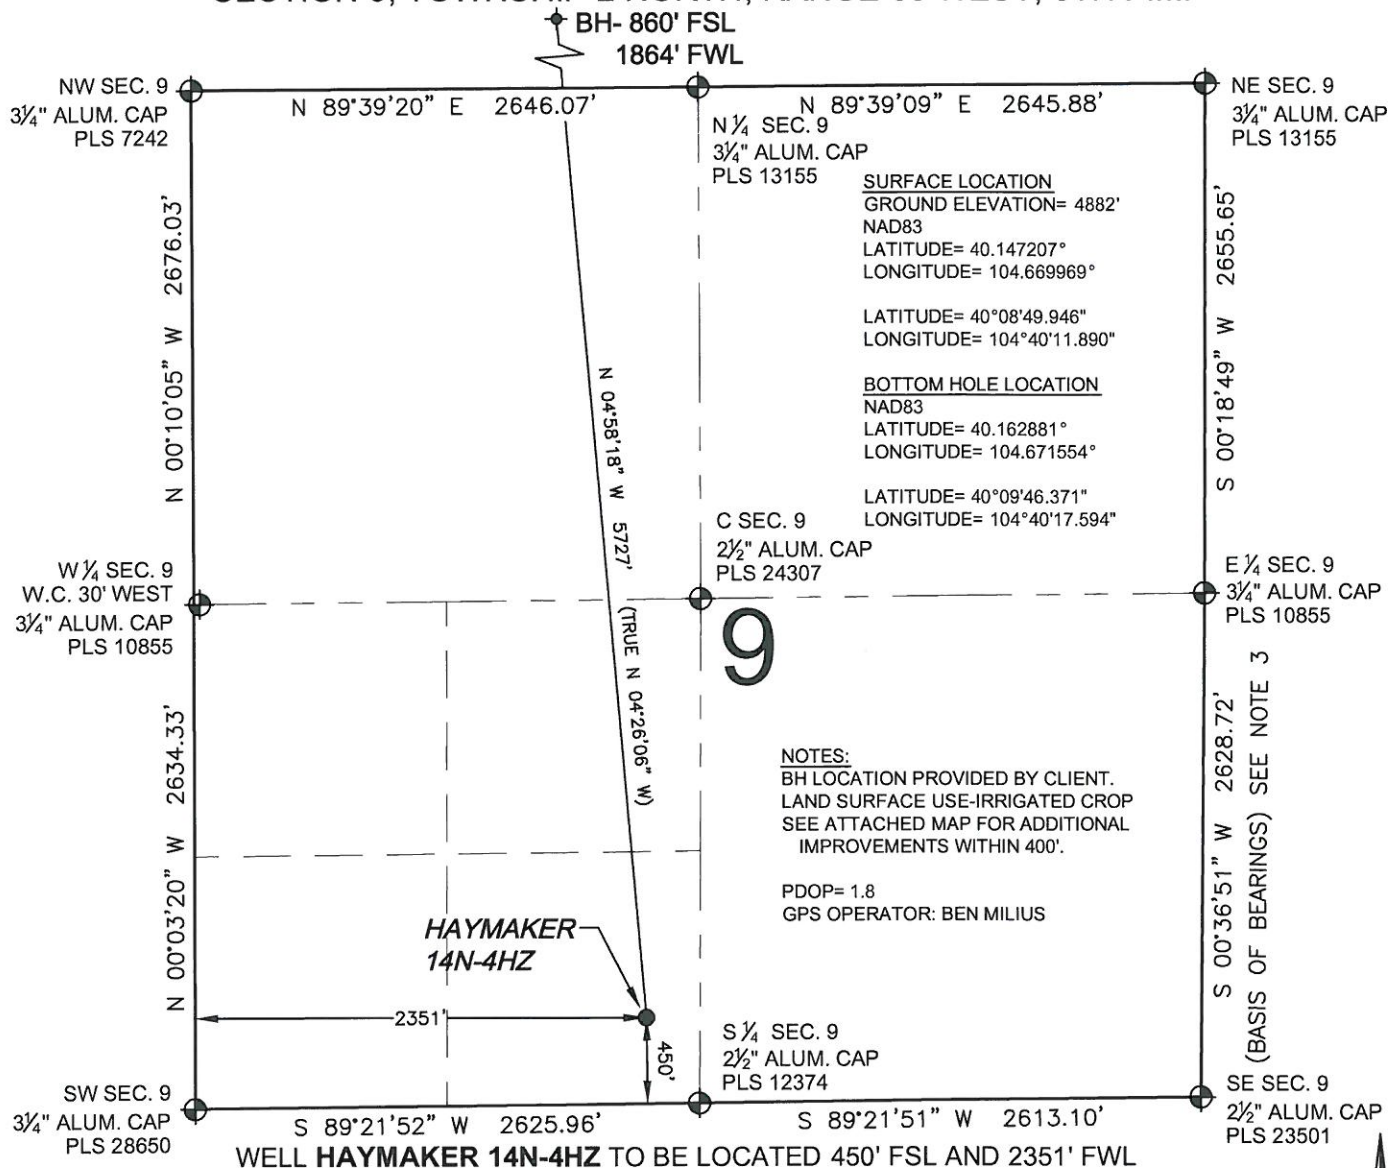 BH- 860' FSL
1864' FWL
NW SEC. 9
3¼" ALUM. CAP
PLS 7242
N 89°39'20" E 2646.07'
N 89°39'09" E 2645.88'
NE SEC. 9
3¼" ALUM. CAP
PLS 13155
N ¼ SEC. 9
3¼" ALUM. CAP
PLS 13155
SURFACE LOCATION
GROUND ELEVATION= 4882'
NAD83
LATITUDE= 40.147207°
LONGITUDE= 104.669969°
LATITUDE= 40°08'49.946"
LONGITUDE= 104°40'11.890"
BOTTOM HOLE LOCATION
NAD83
LATITUDE= 40.162881°
LONGITUDE= 104.671554°
LATITUDE= 40°09'46.371"
LONGITUDE= 104°40'17.594"
N 00°10'05" W 2676.03'
N 04°58'18" W 5727'
(TRUE N 04°26'06" W)
S 00°18'49" W 2655.65'
C SEC. 9
2½" ALUM. CAP
PLS 24307
W ¼ SEC. 9
W.C. 30' WEST
3¼" ALUM. CAP
PLS 10855
E ¼ SEC. 9
3¼" ALUM. CAP
PLS 10855
9
N 00°03'20" W 2634.33'
NOTES:
BH LOCATION PROVIDED BY CLIENT.
LAND SURFACE USE-IRRIGATED CROP
SEE ATTACHED MAP FOR ADDITIONAL
IMPROVEMENTS WITHIN 400'.
PDOP= 1.8
GPS OPERATOR: BEN MILIUS
S 00°36'51" W 2628.72'
(BASIS OF BEARINGS) SEE NOTE 3
HAYMAKER
14N-4HZ
2351'
450'
S ¼ SEC. 9
2½" ALUM. CAP
PLS 12374
SW SEC. 9
3¼" ALUM. CAP
PLS 28650
S 89°21'52" W 2625.96'
S 89°21'51" W 2613.10'
SE SEC. 9
2½" ALUM. CAP
PLS 23501
WELL HAYMAKER 14N-4HZ TO BE LOCATED 450' FSL AND 2351' FWL